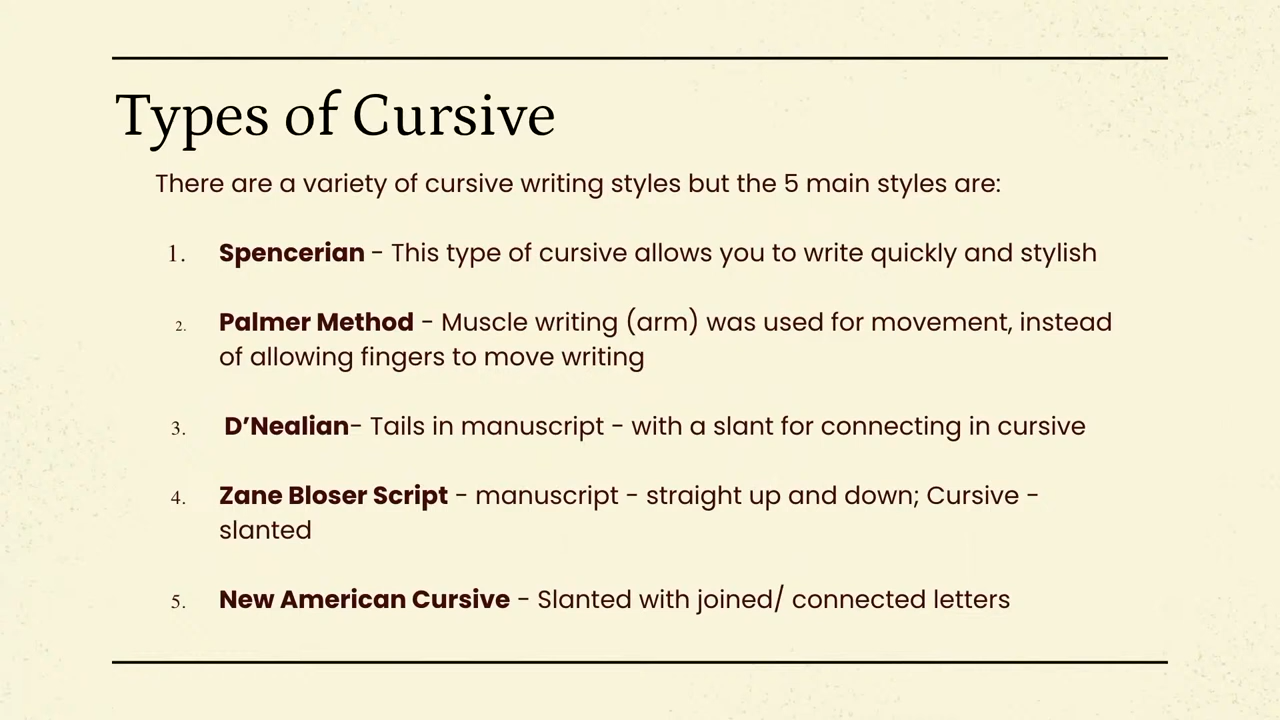 Types of Cursive
There are a variety of cursive writing styles but the 5 main styles are:
1. Spencerian - This type of cursive allows you to write quickly and stylish
2. Palmer Method - Muscle writing (arm) was used for movement, instead
of allowing fingers to move writing
3. D’Nealian- Tails in manuscript - with a slant for connecting in cursive
4. Zane Bloser Script - manuscript - straight up and down; Cursive -
slanted
5. New American Cursive - Slanted with joined/ connected letters